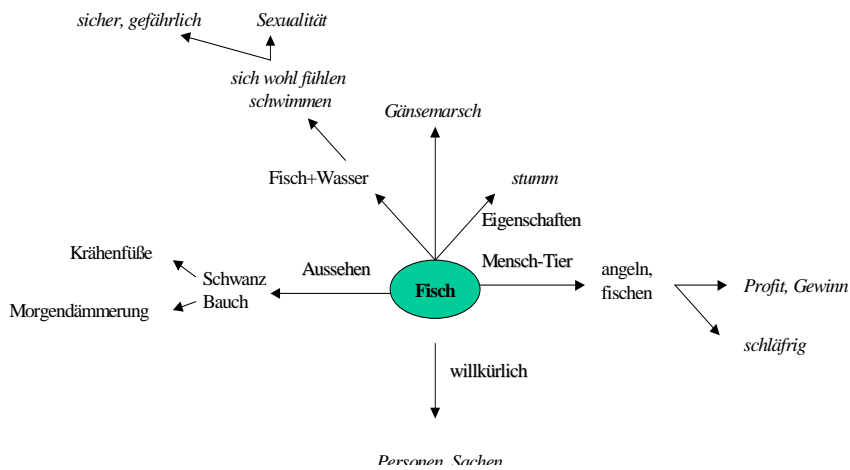 sicher, gefährlich
Sexualität
sich wohl fühlen
schwimmen
Gänsemarsch
Fisch+Wasser
stumm
Eigenschaften
Krähenfüße
Aussehen
Mensch-Tier
Schwanz
Bauch
angeln,
fischen
Fisch
Profit, Gewinn
Morgendämmerung
schläfrig
willkürlich
Personen, Sachen